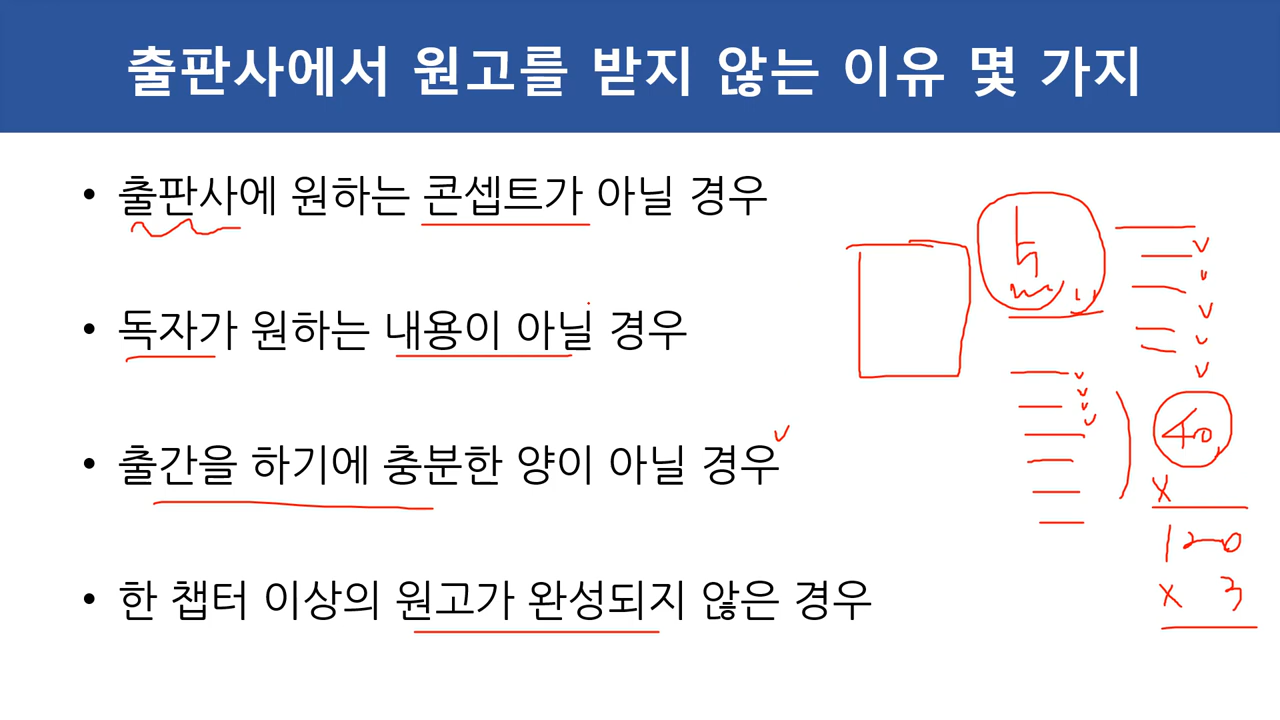 출판사에서 원고를 받지 않는 이유 몇 가지
• 출판사에 원하는 콘셉트가 아닐 경우
• 독자가 원하는 내용이 아닐 경우
• 출간을 하기에 충분한 양이 아닐 경우
• 한 챕터 이상의 원고가 완성되지 않은 경우
40
x
120
x 3